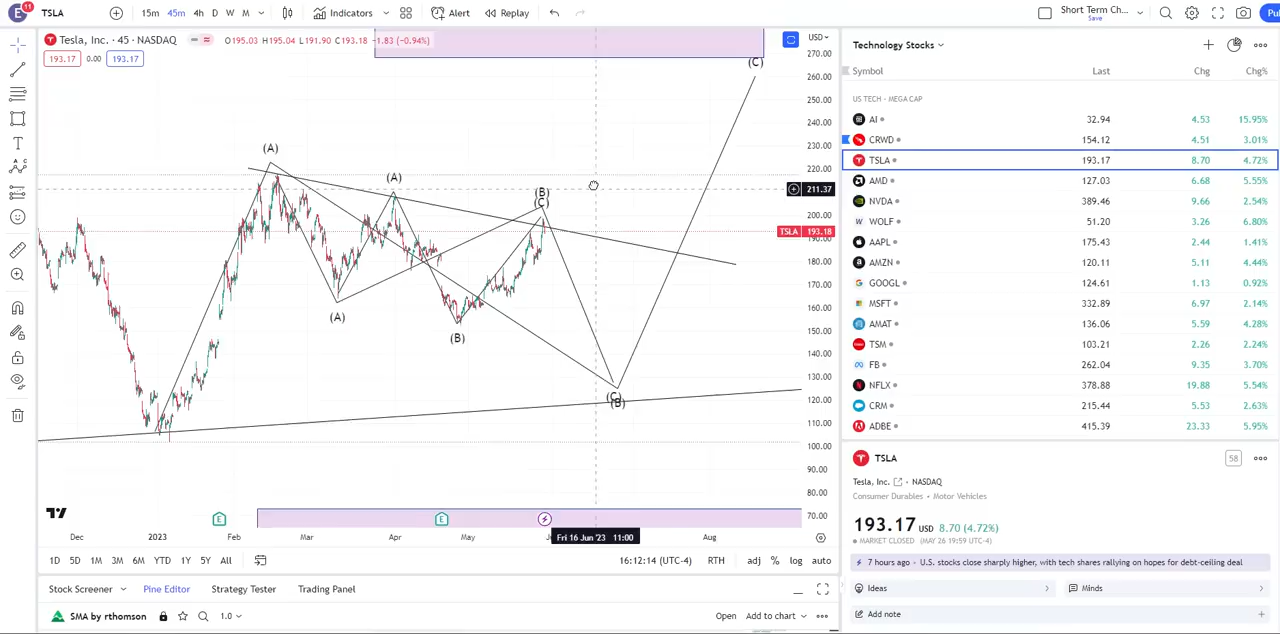 E 11 TSLA 15m 45m 4h D W M Indicators Alert Replay Short Term Ch... Save
Tesla, Inc. · 45 · NASDAQ O195.03 H195.04 L191.90 C193.18 -1.83 (-0.94%) USD
193.17 0.00 193.17
270.00
260.00
250.00
240.00
230.00
220.00
211.37
200.00
TSLA 193.18
190.00
180.00
170.00
160.00
150.00
140.00
130.00
120.00
110.00
100.00
90.00
80.00
70.00
(C)
(A)
(A)
(B)
(C)
(A)
(B)
(C)
(B)
E E
Dec 2023 Feb Mar Apr May Fri 16 Jun '23 11:00 Aug
1D 5D 1M 3M 6M YTD 1Y 5Y All 16:12:14 (UTC-4) RTH adj % log auto
Stock Screener Pine Editor Strategy Tester Trading Panel
SMA by rthomson 1.0 Open Add to chart
Technology Stocks
Symbol Last Chg Chg%
US TECH - MEGA CAP
AI 32.94 4.53 15.95%
CRWD 154.12 4.51 3.01%
TSLA 193.17 8.70 4.72%
AMD 127.03 6.68 5.55%
NVDA 389.46 9.66 2.54%
W WOLF 51.20 3.26 6.80%
AAPL 175.43 2.44 1.41%
a AMZN 120.11 5.11 4.44%
G GOOGL 124.61 1.13 0.92%
MSFT 332.89 6.97 2.14%
AMAT 136.06 5.59 4.28%
TSM 103.21 2.26 2.24%
FB 262.04 9.35 3.70%
NFLX 378.88 19.88 5.54%
CRM 215.44 5.53 2.63%
ADBE 415.39 23.33 5.95%
TSLA 58
Tesla, Inc. · NASDAQ
Consumer Durables · Motor Vehicles
193.17 USD 8.70 (4.72%)
MARKET CLOSED (MAY 26 19:59 UTC-4)
7 hours ago - U.S. stocks close sharply higher, with tech shares rallying on hopes for debt-ceiling deal
Ideas Minds
Add note